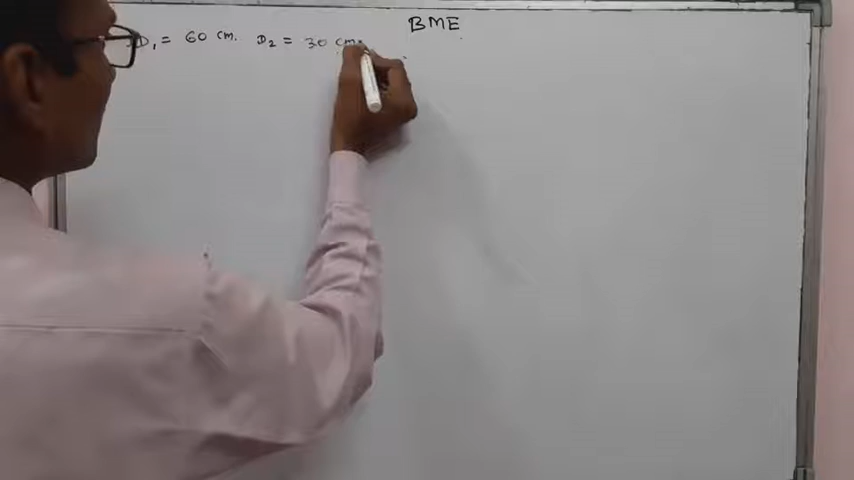 BME
D₁ = 60 cm. D₂ = 30 cm.